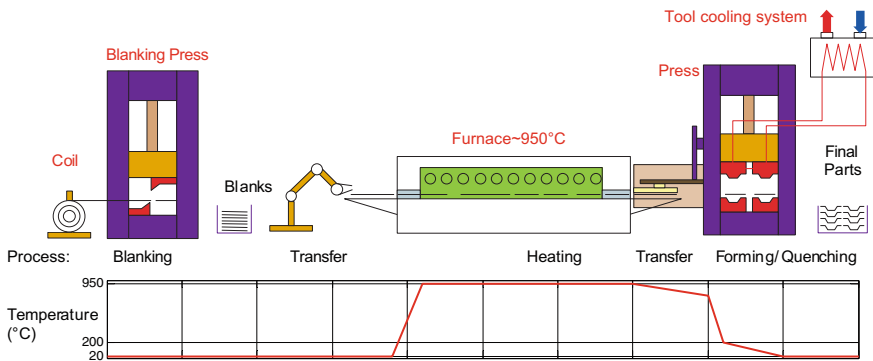 Tool cooling system
Blanking Press
Press
Furnace~950°C
Coil
Blanks
Final
Parts
Process: Blanking Transfer Heating Transfer Forming/Quenching
950
Temperature
(°C)
200
20